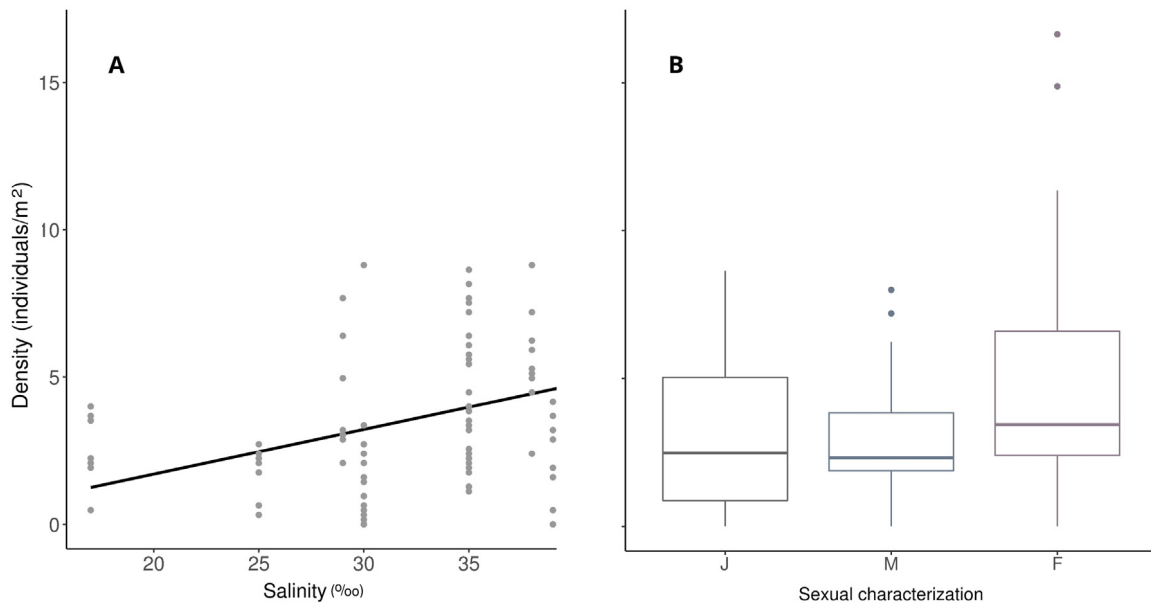 A
B
15
10
5
0
Density (individuals/m²)
20
25
30
35
Salinity (‰)
J
M
F
Sexual characterization